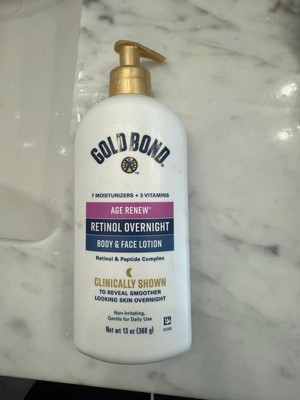 GOLD BOND
7 MOISTURIZERS + 3 VITAMINS
AGE RENEW™
RETINOL OVERNIGHT
BODY & FACE LOTION
Retinol & Peptide Complex
CLINICALLY SHOWN
TO REVEAL SMOOTHER
LOOKING SKIN OVERNIGHT
Non-Irritating,
Gentle for Daily Use
Net wt 13 oz (368 g)